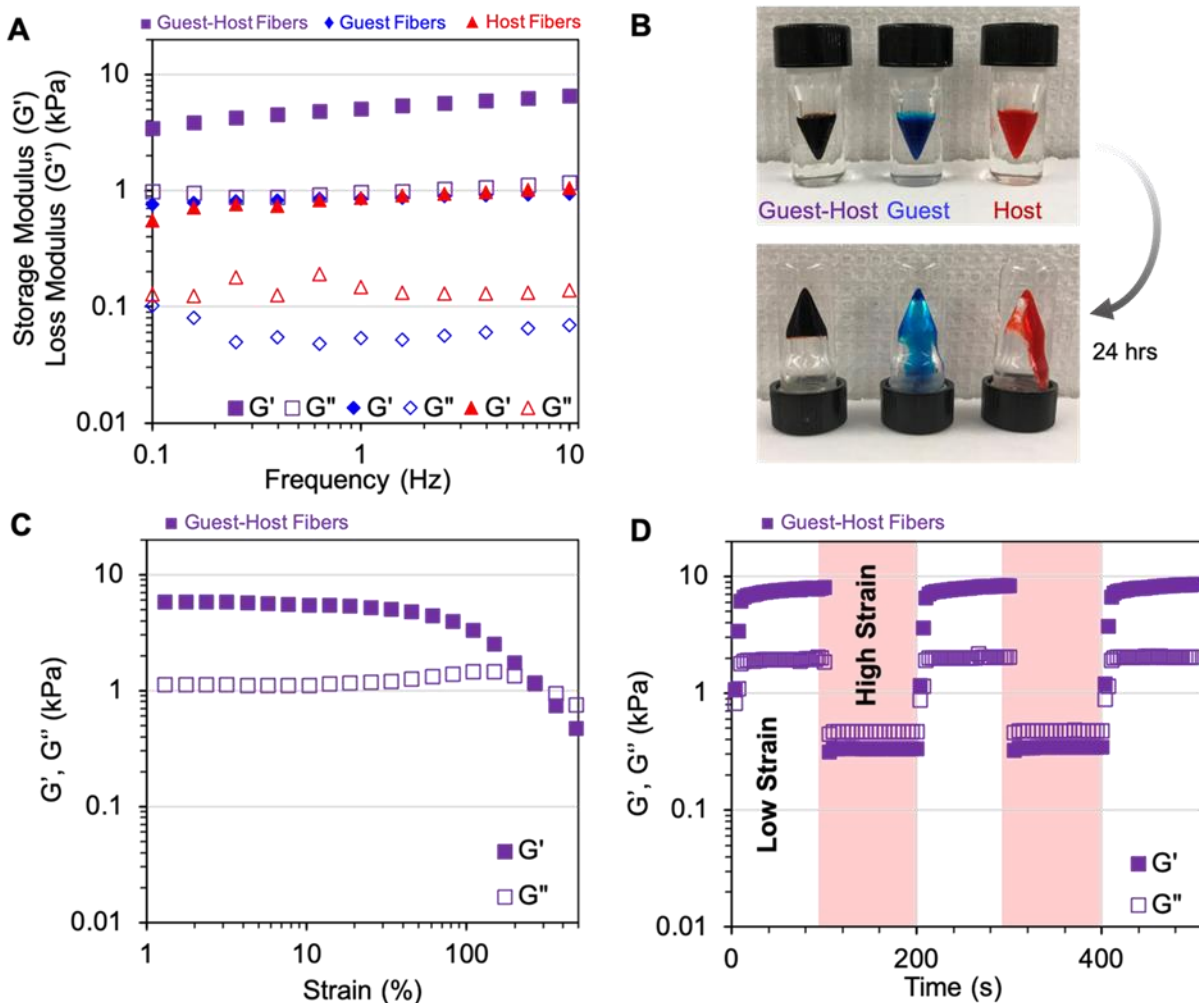 A
Guest-Host Fibers Guest Fibers Host Fibers
Storage Modulus (G')
Loss Modulus (G") (kPa)
10
1
0.1
0.01
G' G" G' G" G' G"
0.1 1 10
Frequency (Hz)
B
Guest-Host Guest Host
24 hrs
C
Guest-Host Fibers
G', G" (kPa)
10
1
0.1
0.01
G'
G"
1 10 100
Strain (%)
D
Guest-Host Fibers
G', G" (kPa)
10
1
0.1
0.01
Low Strain
High Strain
G'
G"
0 200 400
Time (s)